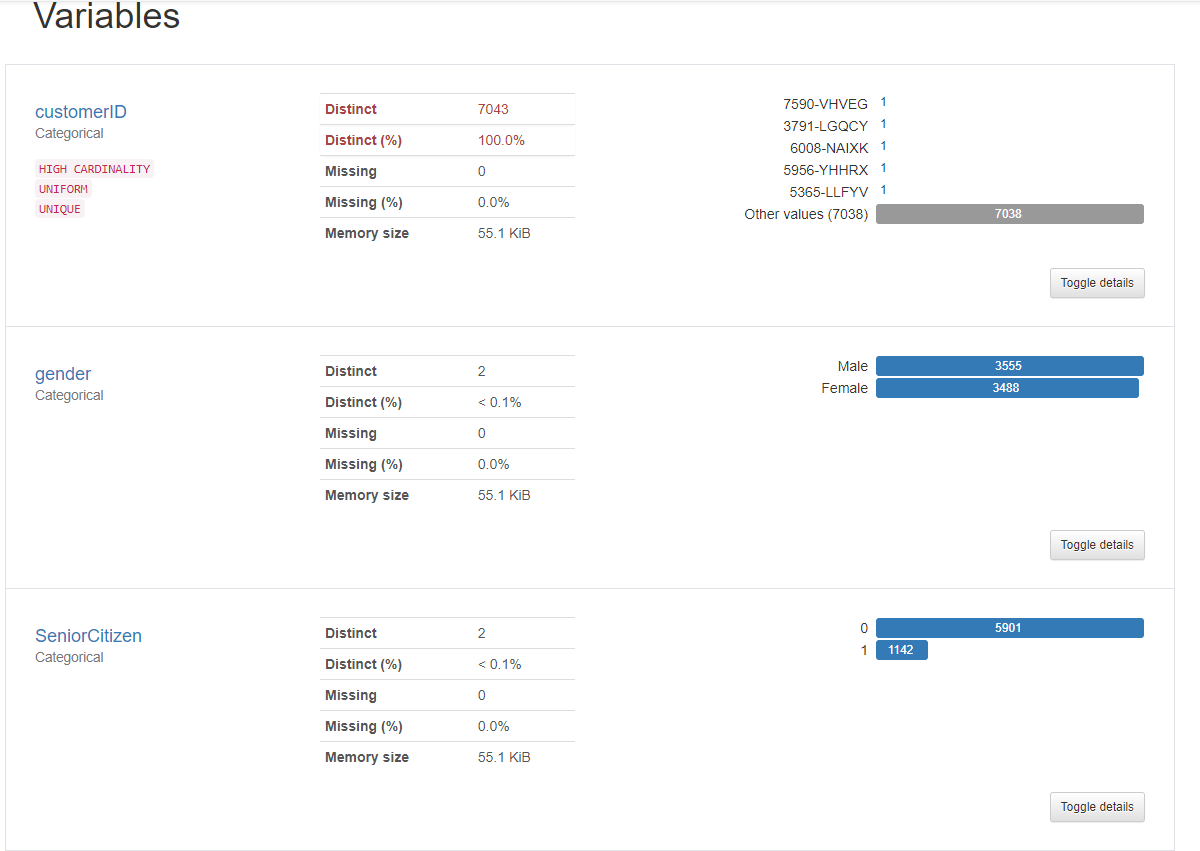 Variables
customerID
Categorical
HIGH CARDINALITY
UNIFORM
UNIQUE
Distinct 7043
Distinct (%) 100.0%
Missing 0
Missing (%) 0.0%
Memory size 55.1 KiB
7590-VHVEG 1
3791-LGQCY 1
6008-NAIXK 1
5956-YHHRX 1
5365-LLFYV 1
Other values (7038) 7038
Toggle details
gender
Categorical
Distinct 2
Distinct (%) < 0.1%
Missing 0
Missing (%) 0.0%
Memory size 55.1 KiB
Male 3555
Female 3488
Toggle details
SeniorCitizen
Categorical
Distinct 2
Distinct (%) < 0.1%
Missing 0
Missing (%) 0.0%
Memory size 55.1 KiB
0 5901
1 1142
Toggle details